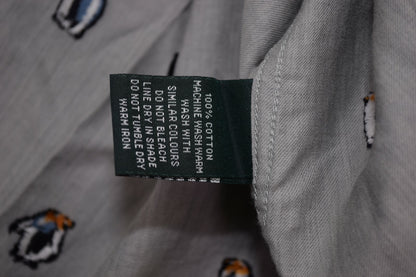 100% COTTON
MACHINE WASH WARM
WASH WITH
SIMILAR COLOURS
DO NOT BLEACH
LINE DRY IN SHADE
DO NOT TUMBLE DRY
WARM IRON